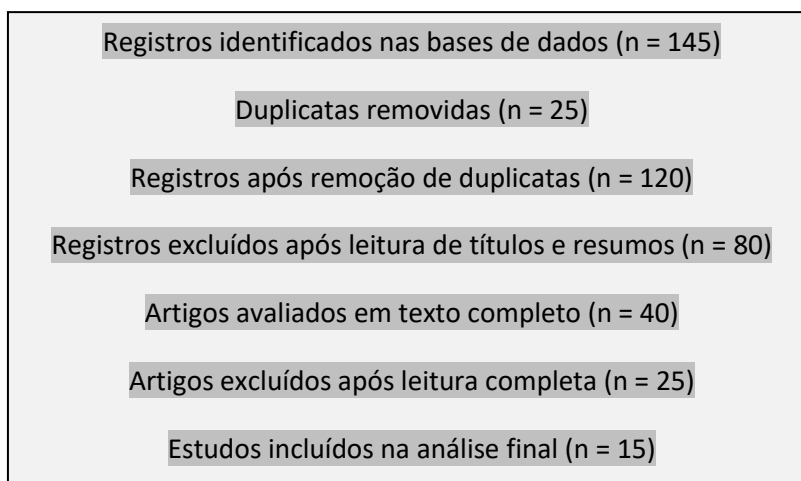 Registros identificados nas bases de dados (n = 145)
Duplicatas removidas (n = 25)
Registros após remoção de duplicatas (n = 120)
Registros excluídos após leitura de títulos e resumos (n = 80)
Artigos avaliados em texto completo (n = 40)
Artigos excluídos após leitura completa (n = 25)
Estudos incluídos na análise final (n = 15)